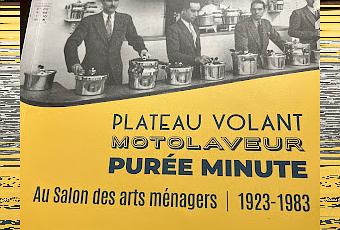 PLATEAU VOLANT
MOTOLAVEUR
PURÉE MINUTE
Au Salon des arts ménagers | 1923-1983